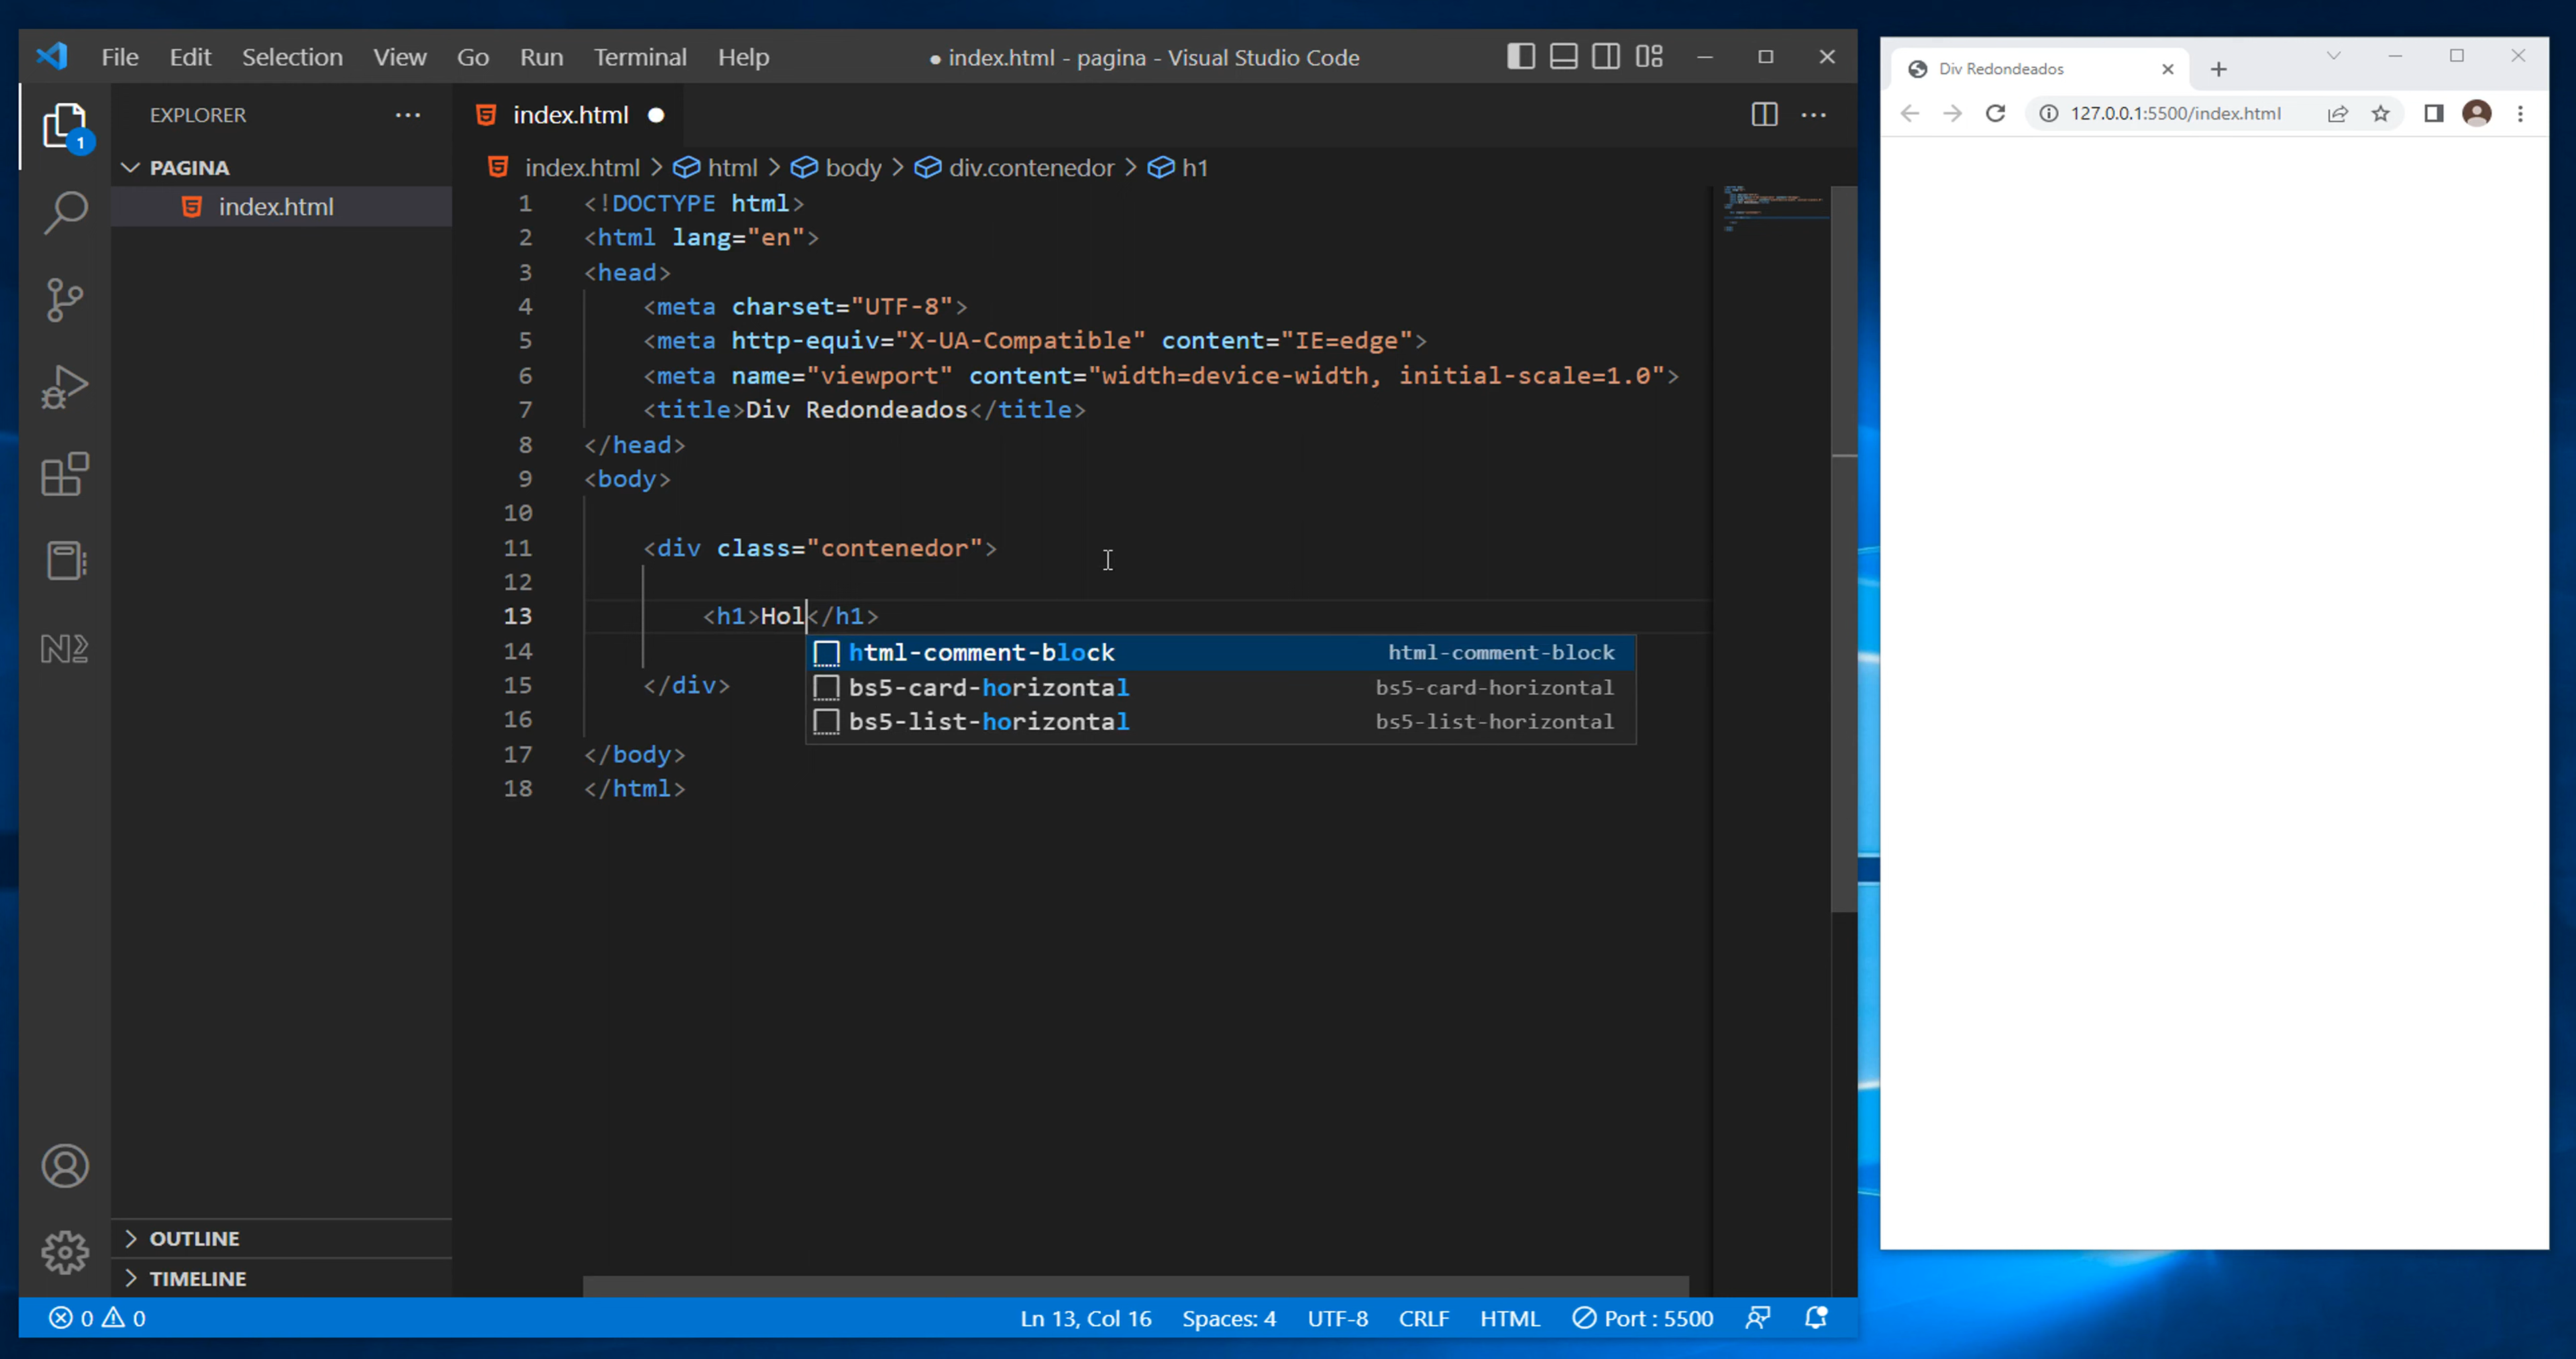 File Edit Selection View Go Run Terminal Help
● index.html - pagina - Visual Studio Code
EXPLORER
PAGINA
index.html
1
index.html
index.html > html > body > div.contenedor > h1
1 <!DOCTYPE html>
2 <html lang="en">
3 <head>
4 <meta charset="UTF-8">
5 <meta http-equiv="X-UA-Compatible" content="IE=edge">
6 <meta name="viewport" content="width=device-width, initial-scale=1.0">
7 <title>Div Redondeados</title>
8 </head>
9 <body>
10
11 <div class="contenedor">
12
13 <h1>Hol</h1>
14
15 </div>
16
17 </body>
18 </html>
html-comment-block html-comment-block
bs5-card-horizontal bs5-card-horizontal
bs5-list-horizontal bs5-list-horizontal
OUTLINE
TIMELINE
0 0
Ln 13, Col 16 Spaces: 4 UTF-8 CRLF HTML Port : 5500
Div Redondeados
127.0.0.1:5500/index.html